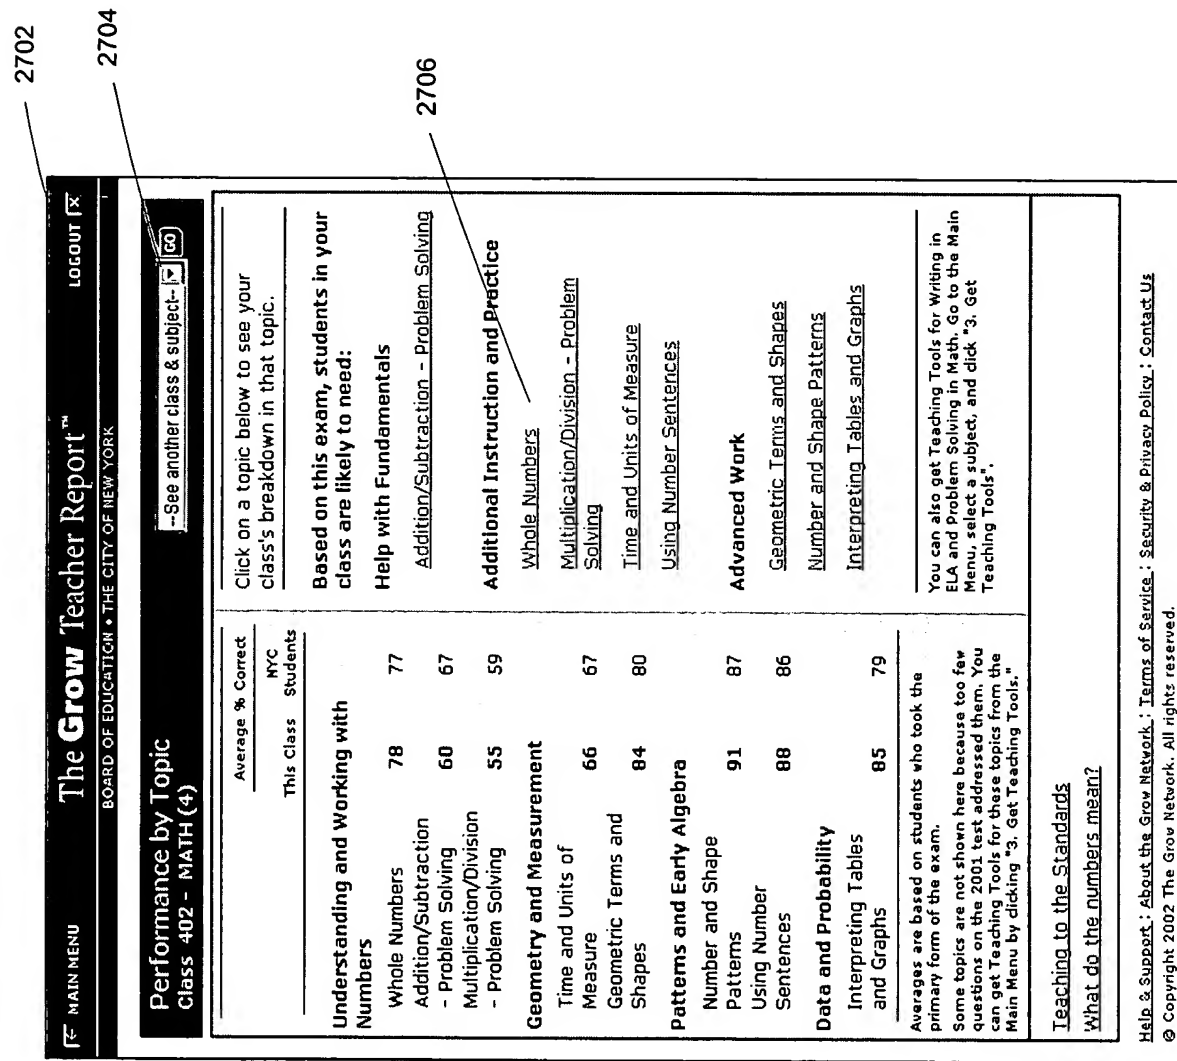 2702
2704
2706
MAIN MENU
The Grow Teacher Report™
LOGOUT
BOARD OF EDUCATION • THE CITY OF NEW YORK
Performance by Topic
Class 402 - MATH (4)
--See another class & subject--
GO
Average % Correct
This Class
NYC Students
Understanding and Working with
Numbers
Whole Numbers 78 77
Addition/Subtraction
- Problem Solving 60 67
Multiplication/Division
- Problem Solving 55 59
Geometry and Measurement
Time and Units of
Measure 66 67
Geometric Terms and
Shapes 84 80
Patterns and Early Algebra
Number and Shape
Patterns 91 87
Using Number
Sentences 88 86
Data and Probability
Interpreting Tables
and Graphs 85 79
Averages are based on students who took the
primary form of the exam.
Some topics are not shown here because too few
questions on the 2001 test addressed them. You
can get Teaching Tools for these topics from the
Main Menu by clicking "3. Get Teaching Tools."
Click on a topic below to see your
class's breakdown in that topic.
Based on this exam, students in your
class are likely to need:
Help with Fundamentals
Addition/Subtraction - Problem Solving
Additional Instruction and Practice
Whole Numbers
Multiplication/Division - Problem
Solving
Time and Units of Measure
Using Number Sentences
Advanced Work
Geometric Terms and Shapes
Number and Shape Patterns
Interpreting Tables and Graphs
You can also get Teaching Tools for Writing in
ELA and Problem Solving in Math. Go to the Main
Menu, select a subject, and click "3. Get
Teaching Tools".
Teaching to the Standards
What do the numbers mean?
Help & Support : About the Grow Network : Terms of Service : Security & Privacy Policy : Contact Us
© Copyright 2002 The Grow Network. All rights reserved.